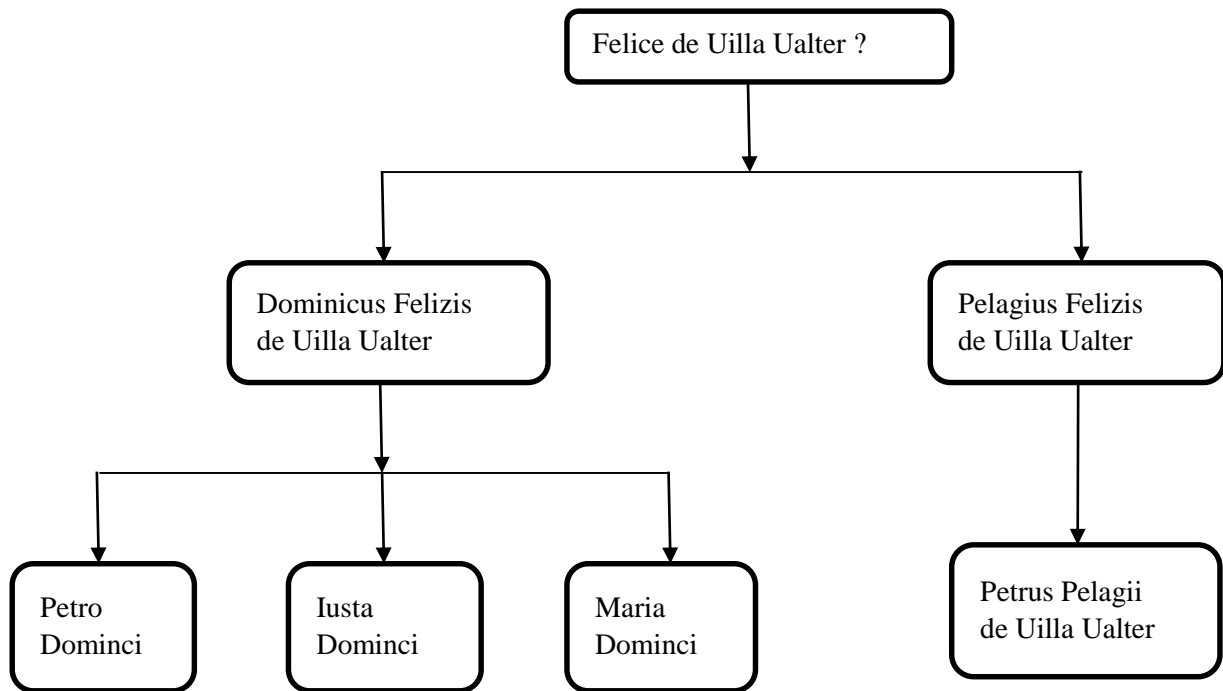 Felice de Uilla Ualter ?
Dominicus Felizis
de Uilla Ualter
Pelagius Felizis
de Uilla Ualter
Petro
Dominci
Iusta
Dominci
Maria
Dominci
Petrus Pelagii
de Uilla Ualter